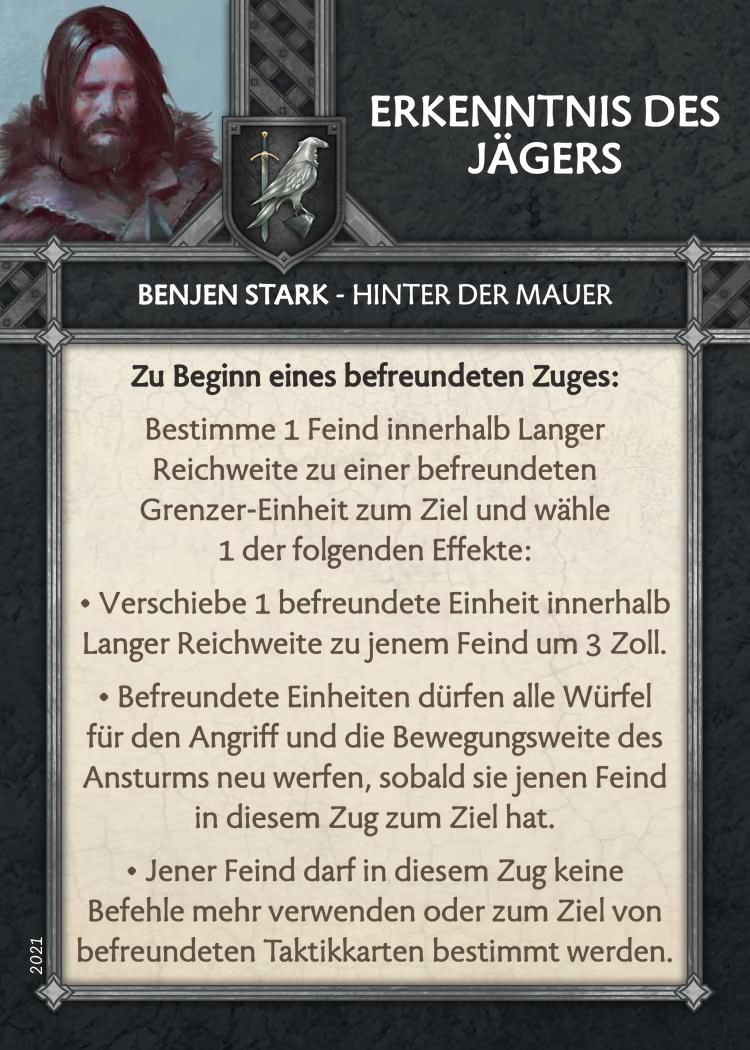 ERKENNTNIS DES
JÄGERS
BENJEN STARK - HINTER DER MAUER
Zu Beginn eines befreundeten Zuges:
Bestimme 1 Feind innerhalb Langer
Reichweite zu einer befreundeten
Grenzer-Einheit zum Ziel und wähle
1 der folgenden Effekte:
• Verschiebe 1 befreundete Einheit innerhalb
Langer Reichweite zu jenem Feind um 3 Zoll.
• Befreundete Einheiten dürfen alle Würfel
für den Angriff und die Bewegungsweite des
Ansturms neu werfen, sobald sie jenen Feind
in diesem Zug zum Ziel hat.
• Jener Feind darf in diesem Zug keine
Befehle mehr verwenden oder zum Ziel von
befreundeten Taktikkarten bestimmt werden.
2021